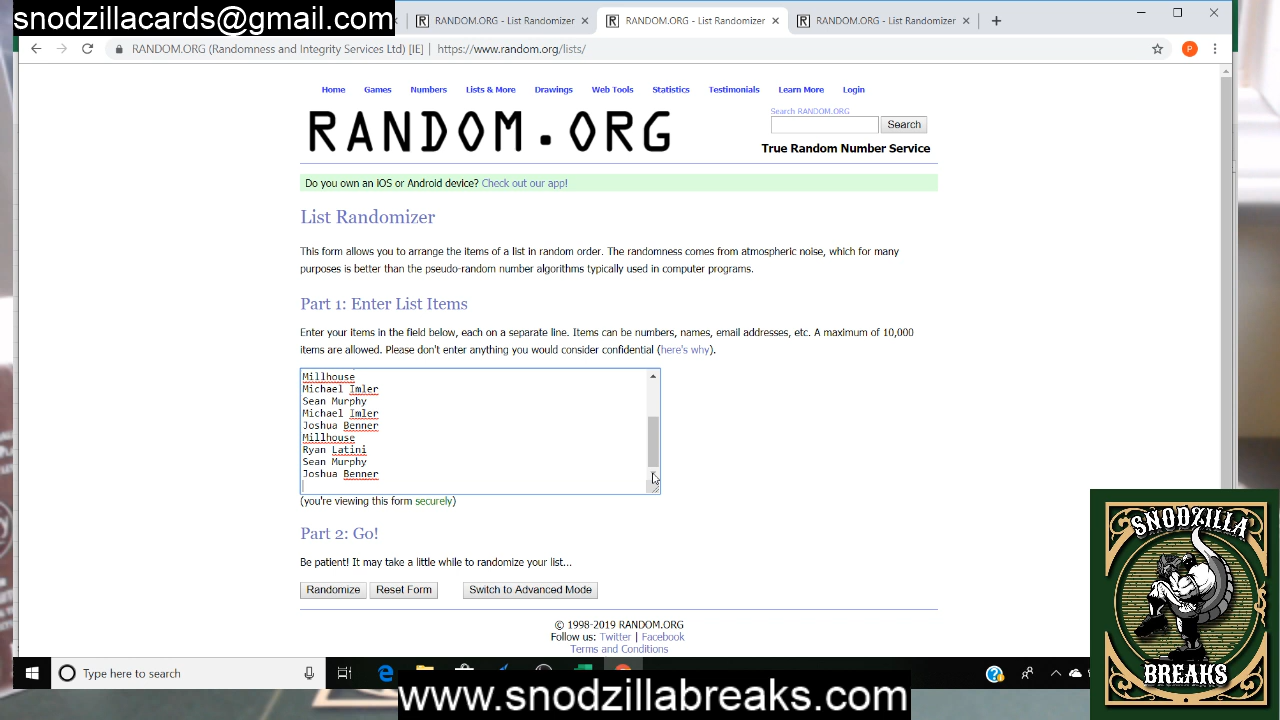 snodzillacards@gmail.com
RANDOM.ORG - List Randomizer
RANDOM.ORG - List Randomizer
RANDOM.ORG - List Randomizer
RANDOM.ORG (Randomness and Integrity Services Ltd) [IE] | https://www.random.org/lists/
P
Home Games Numbers Lists & More Drawings Web Tools Statistics Testimonials Learn More Login
RANDOM.ORG
Search RANDOM.ORG
Search
True Random Number Service
Do you own an iOS or Android device? Check out our app!
List Randomizer
This form allows you to arrange the items of a list in random order. The randomness comes from atmospheric noise, which for many
purposes is better than the pseudo-random number algorithms typically used in computer programs.
Part 1: Enter List Items
Enter your items in the field below, each on a separate line. Items can be numbers, names, email addresses, etc. A maximum of 10,000
items are allowed. Please don't enter anything you would consider confidential (here's why).
Millhouse
Michael Imler
Sean Murphy
Michael Imler
Joshua Benner
Millhouse
Ryan Latini
Sean Murphy
Joshua Benner
(you're viewing this form securely)
Part 2: Go!
Be patient! It may take a little while to randomize your list...
Randomize Reset Form Switch to Advanced Mode
© 1998-2019 RANDOM.ORG
Follow us: Twitter | Facebook
Terms and Conditions
Type here to search
www.snodzillabreaks.com
SNODZILLA
BREAKS